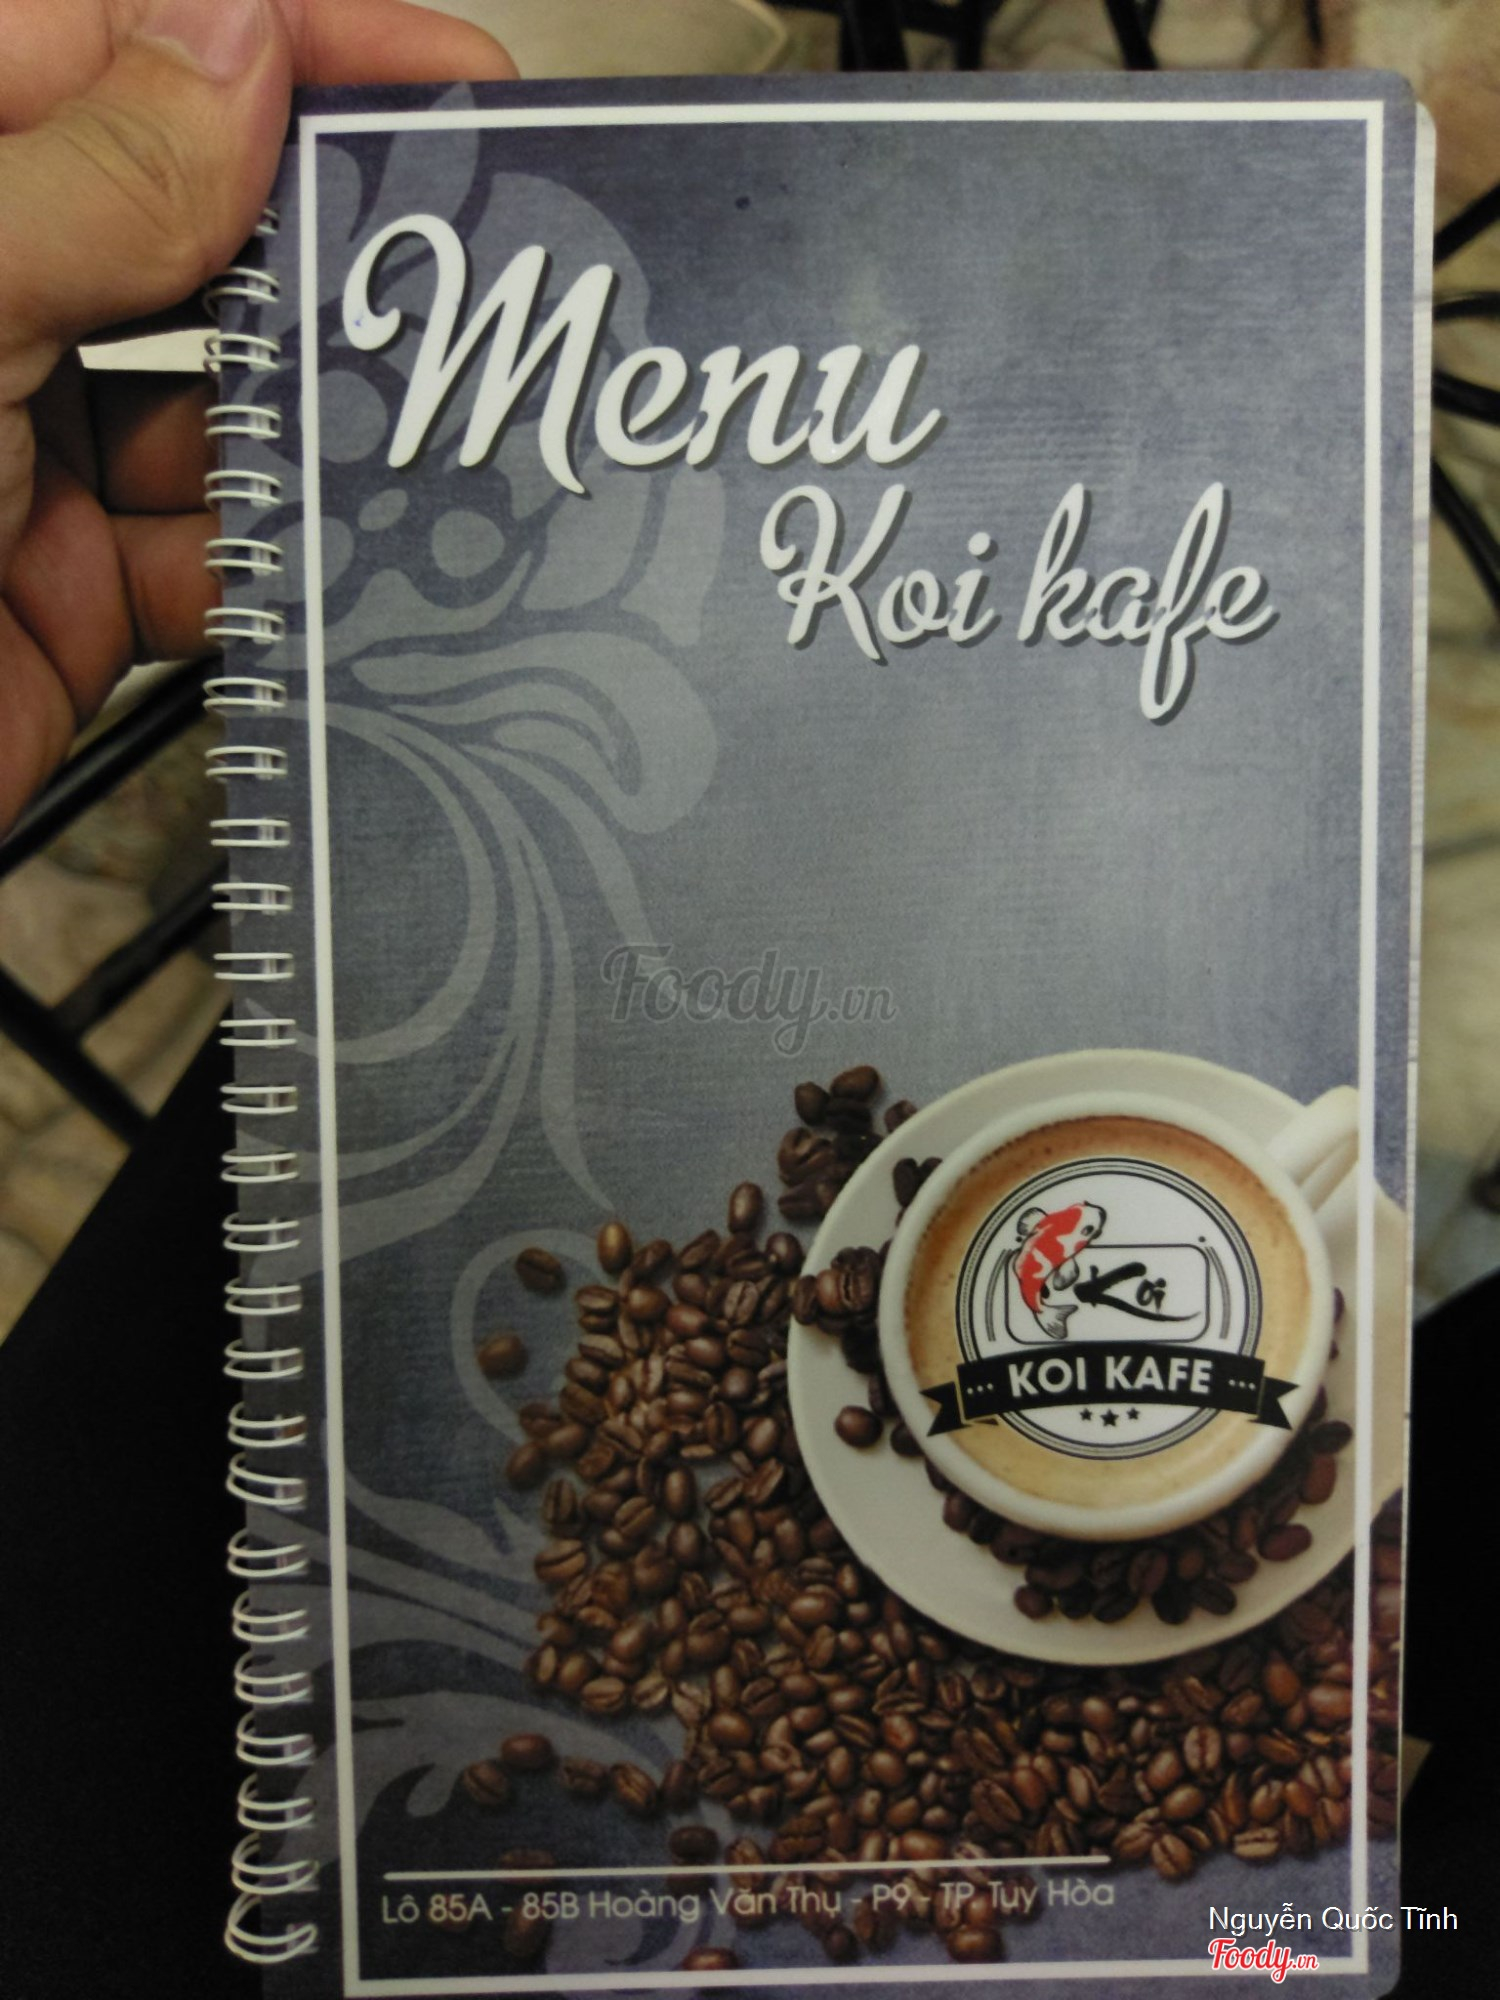 Menu
Koi kafe
Foody.vn
Koi
KOI KAFE
Lô 85A - 85B Hoàng Văn Thụ - P9 - TP. Tuy Hòa
Nguyễn Quốc Tĩnh
Foody.vn